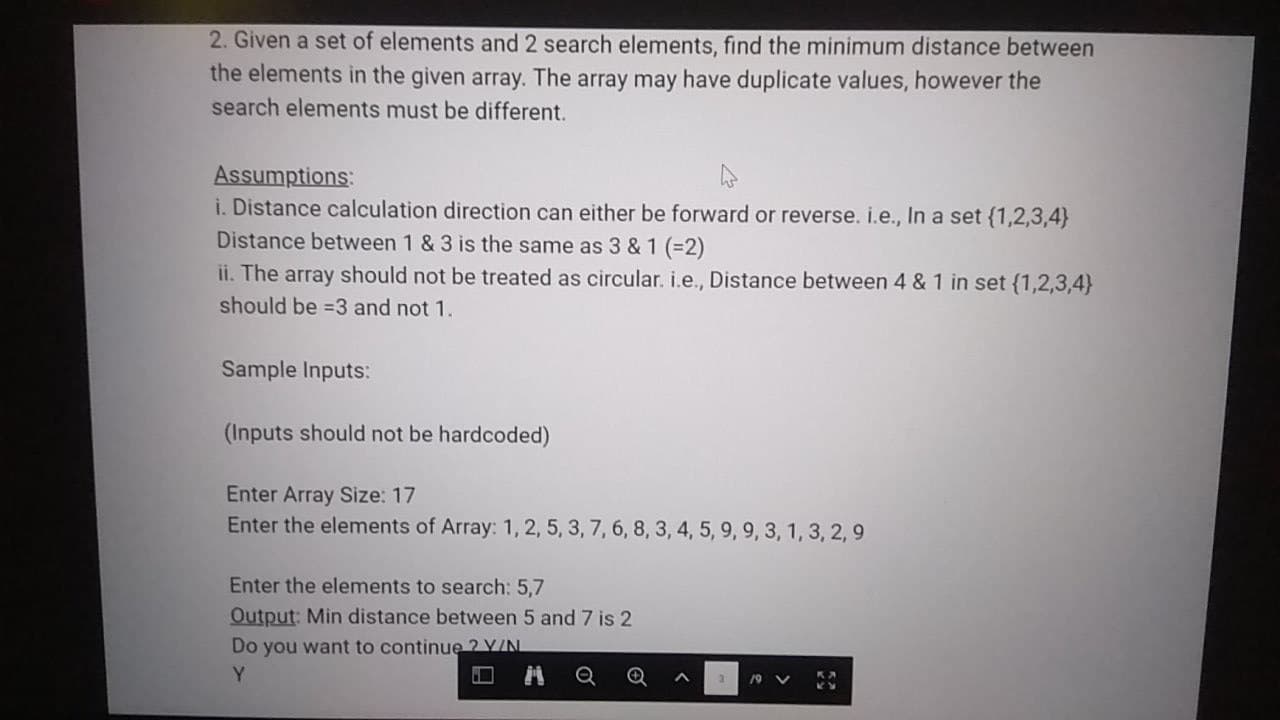 2. Given a set of elements and 2 search elements, find the minimum distance between
the elements in the given array. The array may have duplicate values, however the
search elements must be different.
Assumptions:
i. Distance calculation direction can either be forward or reverse. i.e., In a set {1,2,3,4}
Distance between 1 & 3 is the same as 3 & 1 (=2)
ii. The array should not be treated as circular. i.e., Distance between 4 & 1 in set {1,2,3,4}
should be =3 and not 1.
Sample Inputs:
(Inputs should not be hardcoded)
Enter Array Size: 17
Enter the elements of Array: 1, 2, 5, 3, 7, 6, 8, 3, 4, 5, 9, 9, 3, 1, 3, 2, 9
Enter the elements to search: 5,7
Output: Min distance between 5 and 7 is 2
Do you want to continue ? Y/N
Y
3 /9